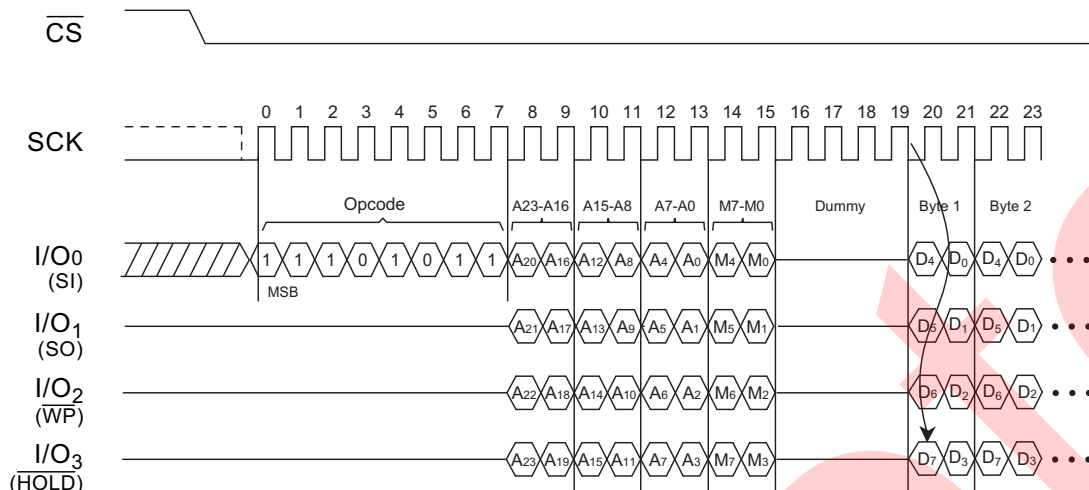 CS
0 1 2 3 4 5 6 7 8 9 10 11 12 13 14 15 16 17 18 19 20 21 22 23
SCK
Opcode A23-A16 A15-A8 A7-A0 M7-M0 Dummy Byte 1 Byte 2
I/O0 1 1 1 0 1 0 1 1 A20 A16 A12 A8 A4 A0 M4 M0 D4 D0 D4 D0
(SI)
MSB
I/O1 A21 A17 A13 A9 A5 A1 M5 M1 D5 D1 D5 D1
(SO)
I/O2 A22 A18 A14 A10 A6 A2 M6 M2 D6 D2 D6 D2
(WP)
I/O3 A23 A19 A15 A11 A7 A3 M7 M3 D7 D3 D7 D3
(HOLD)